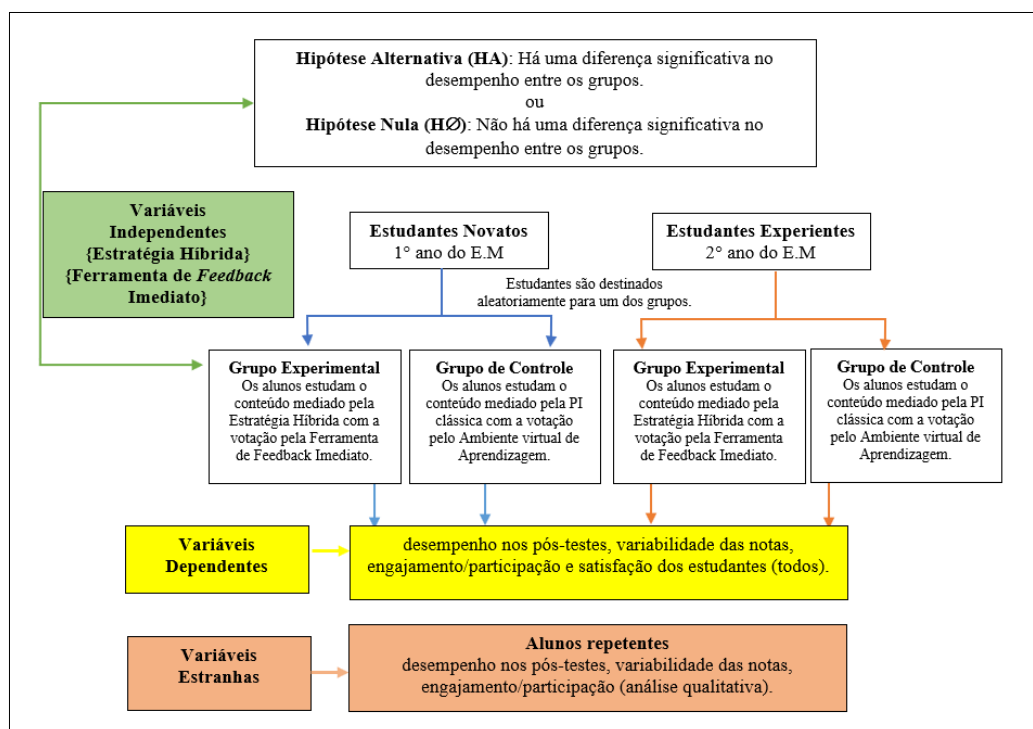 Hipótese Alternativa (HA): Há uma diferença significativa no
desempenho entre os grupos.
ou
Hipótese Nula (H∅): Não há uma diferença significativa no
desempenho entre os grupos.
Variáveis
Independentes
{Estratégia Híbrida}
{Ferramenta de Feedback
Imediato}
Estudantes Novatos
1° ano do E.M
Estudantes Experientes
2° ano do E.M
Estudantes são destinados
aleatoriamente para um dos grupos.
Grupo Experimental
Os alunos estudam o
conteúdo mediado pela
Estratégia Híbrida com a
votação pela Ferramenta
de Feedback Imediato.
Grupo de Controle
Os alunos estudam o
conteúdo mediado pela PI
clássica com a votação
pelo Ambiente virtual de
Aprendizagem.
Grupo Experimental
Os alunos estudam o
conteúdo mediado pela
Estratégia Híbrida com a
votação pela Ferramenta
de Feedback Imediato.
Grupo de Controle
Os alunos estudam o
conteúdo mediado pela PI
clássica com a votação
pelo Ambiente virtual de
Aprendizagem.
Variáveis
Dependentes
desempenho nos pós-testes, variabilidade das notas,
engajamento/participação e satisfação dos estudantes (todos).
Variáveis
Estranhas
Alunos repetentes
desempenho nos pós-testes, variabilidade das notas,
engajamento/participação (análise qualitativa).